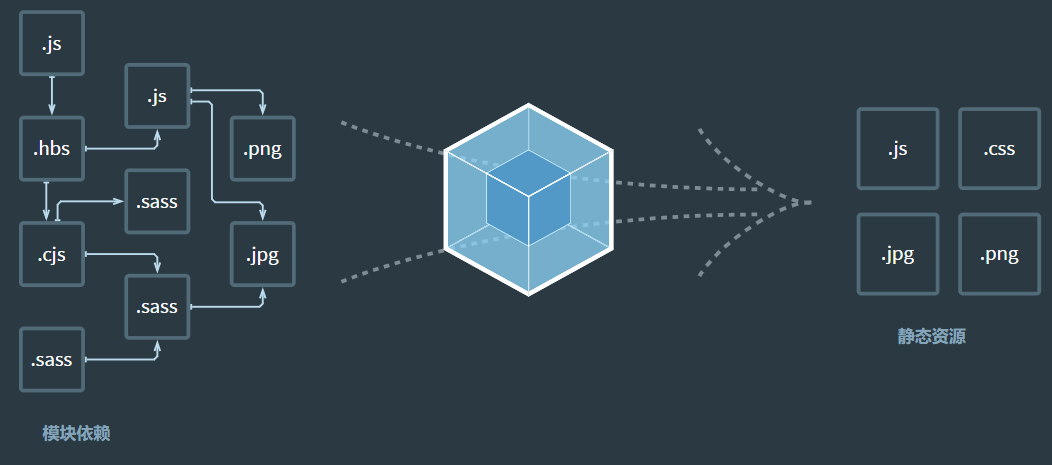 .js
.js
.hbs
.png
.sass
.cjs
.jpg
.sass
.sass
模块依赖
.js
.css
.jpg
.png
静态资源